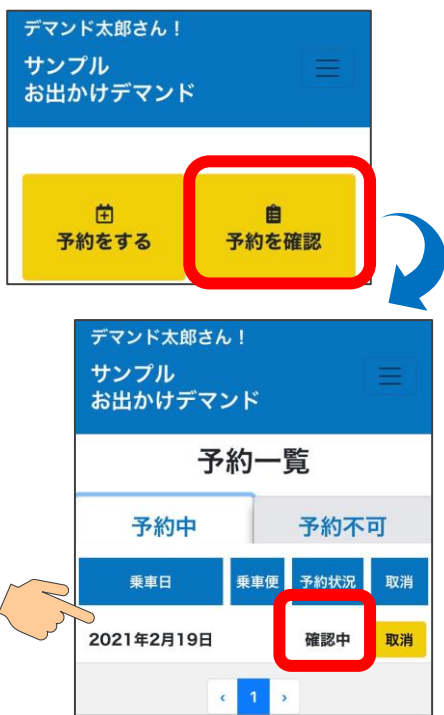 デマンド太郎さん！
サンプル
お出かけデマンド
予約をする 予約を確認
デマンド太郎さん！
サンプル
お出かけデマンド
予約一覧
予約中 予約不可
乗車日 乗車便 予約状況 取消
2021年2月19日 確認中 取消
‹ 1 ›